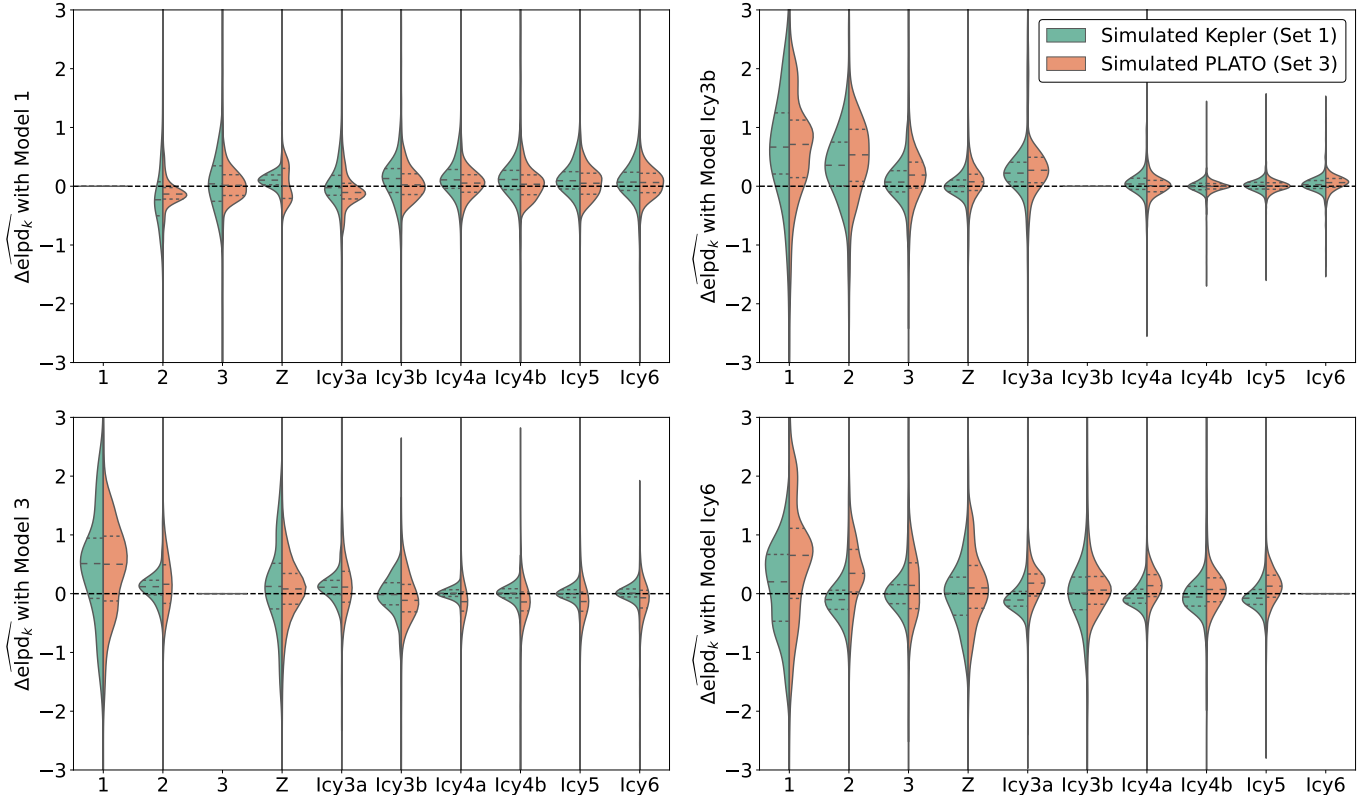 3
2
1
0
−1
−2
−3
Δelpdₖ with Model 1
1 2 3 Z Icy3a Icy3b Icy4a Icy4b Icy5 Icy6
3
2
1
0
−1
−2
−3
Δelpdₖ with Model Icy3b
Simulated Kepler (Set 1)
Simulated PLATO (Set 3)
1 2 3 Z Icy3a Icy3b Icy4a Icy4b Icy5 Icy6
3
2
1
0
−1
−2
−3
Δelpdₖ with Model 3
1 2 3 Z Icy3a Icy3b Icy4a Icy4b Icy5 Icy6
3
2
1
0
−1
−2
−3
Δelpdₖ with Model Icy6
1 2 3 Z Icy3a Icy3b Icy4a Icy4b Icy5 Icy6